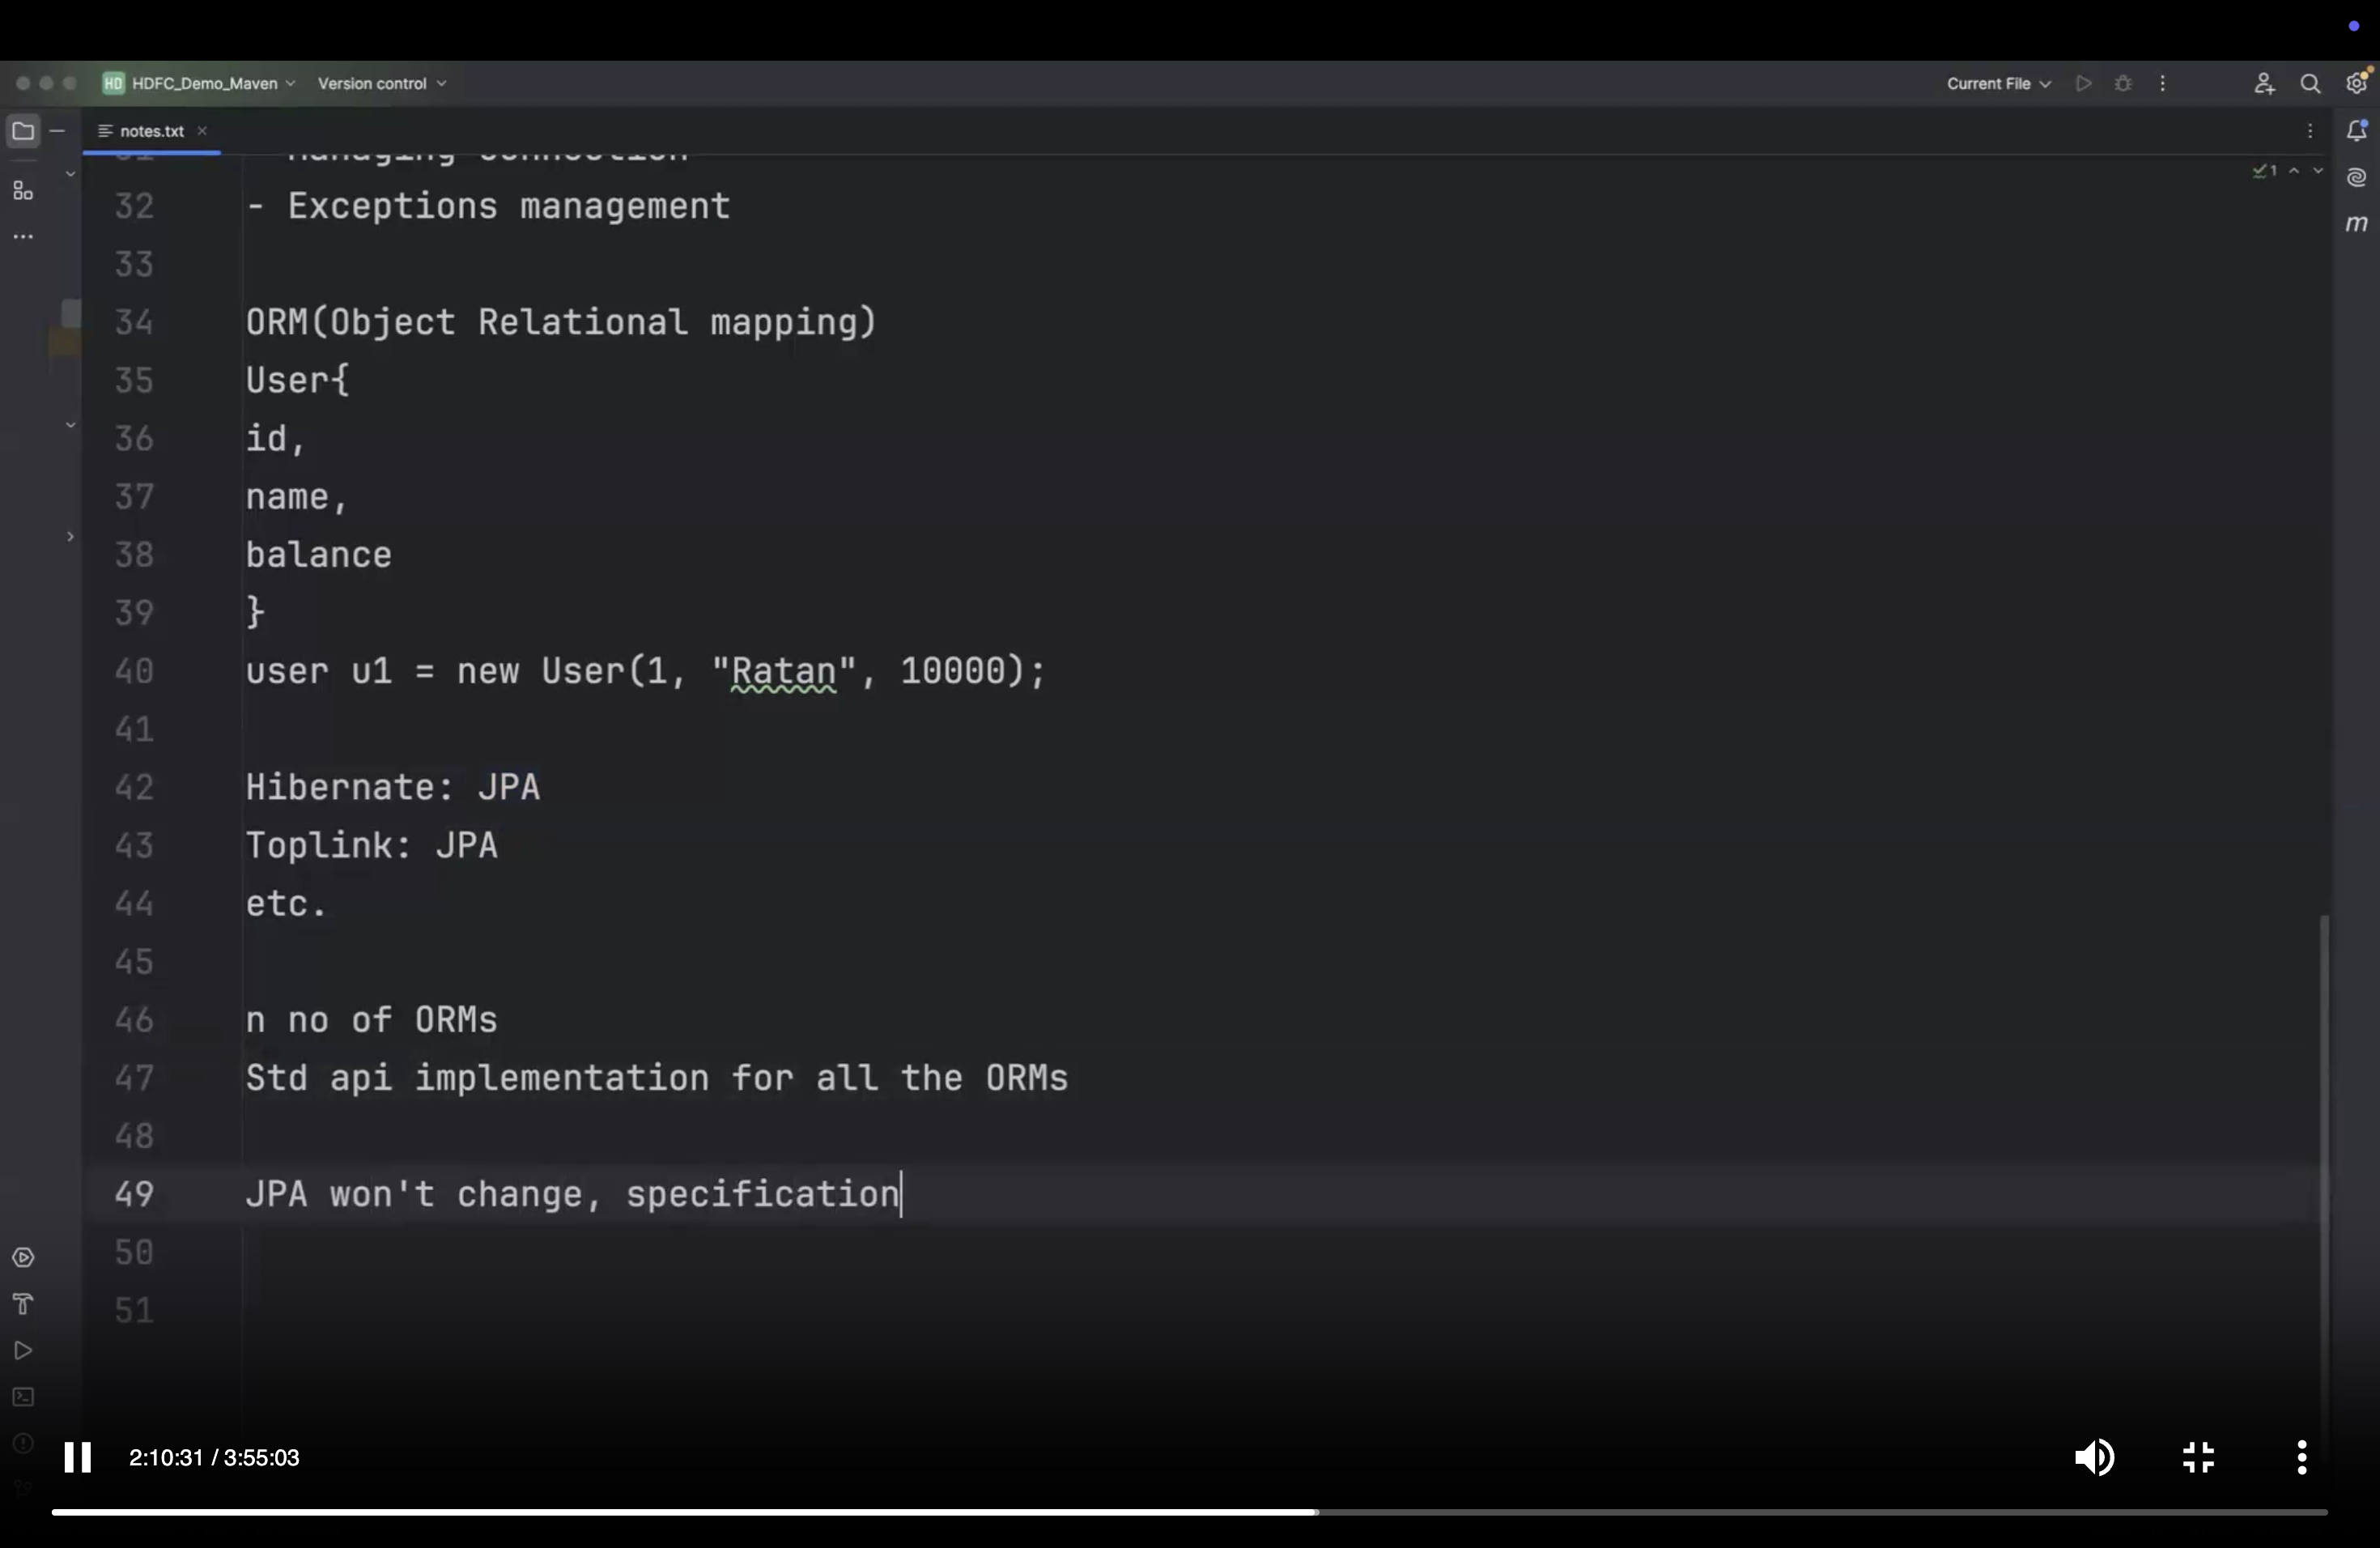 HD HDFC_Demo_Maven Version control Current File
notes.txt
31 - Managing connection
1
32 - Exceptions management
33
34 ORM(Object Relational mapping)
35 User{
36 id,
37 name,
38 balance
39 }
40 user u1 = new User(1, "Ratan", 10000);
41
42 Hibernate: JPA
43 Toplink: JPA
44 etc.
45
46 n no of ORMs
47 Std api implementation for all the ORMs
48
49 JPA won't change, specification
50
51
m
2:10:31 / 3:55:03